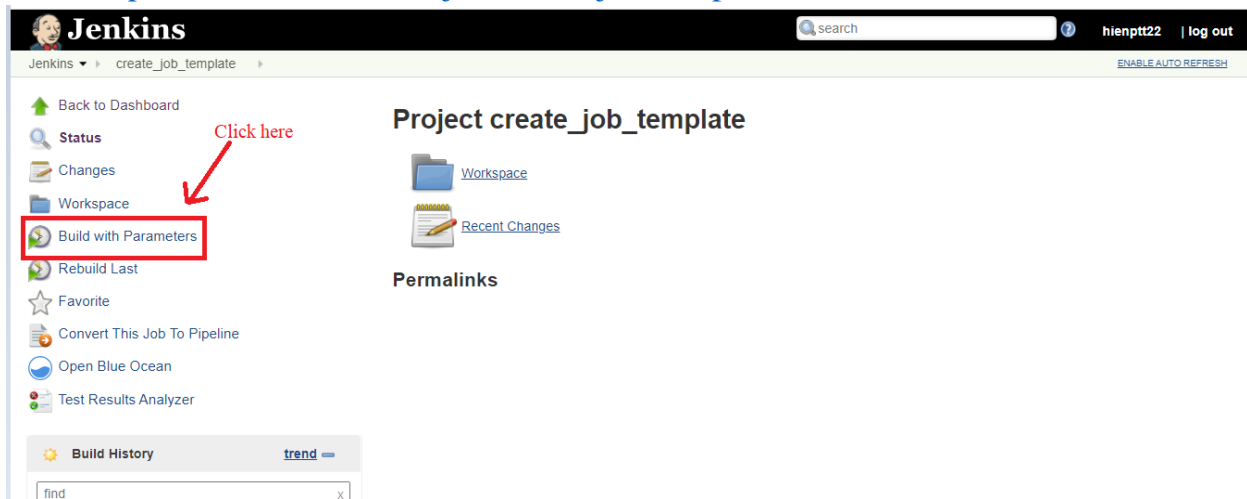 Jenkins
search
hienptt22 | log out
Jenkins create_job_template
ENABLE AUTO REFRESH
Back to Dashboard
Status
Click here
Changes
Workspace
Build with Parameters
Rebuild Last
Favorite
Convert This Job To Pipeline
Open Blue Ocean
Test Results Analyzer
Project create_job_template
Workspace
Recent Changes
Permalinks
Build History trend
find x